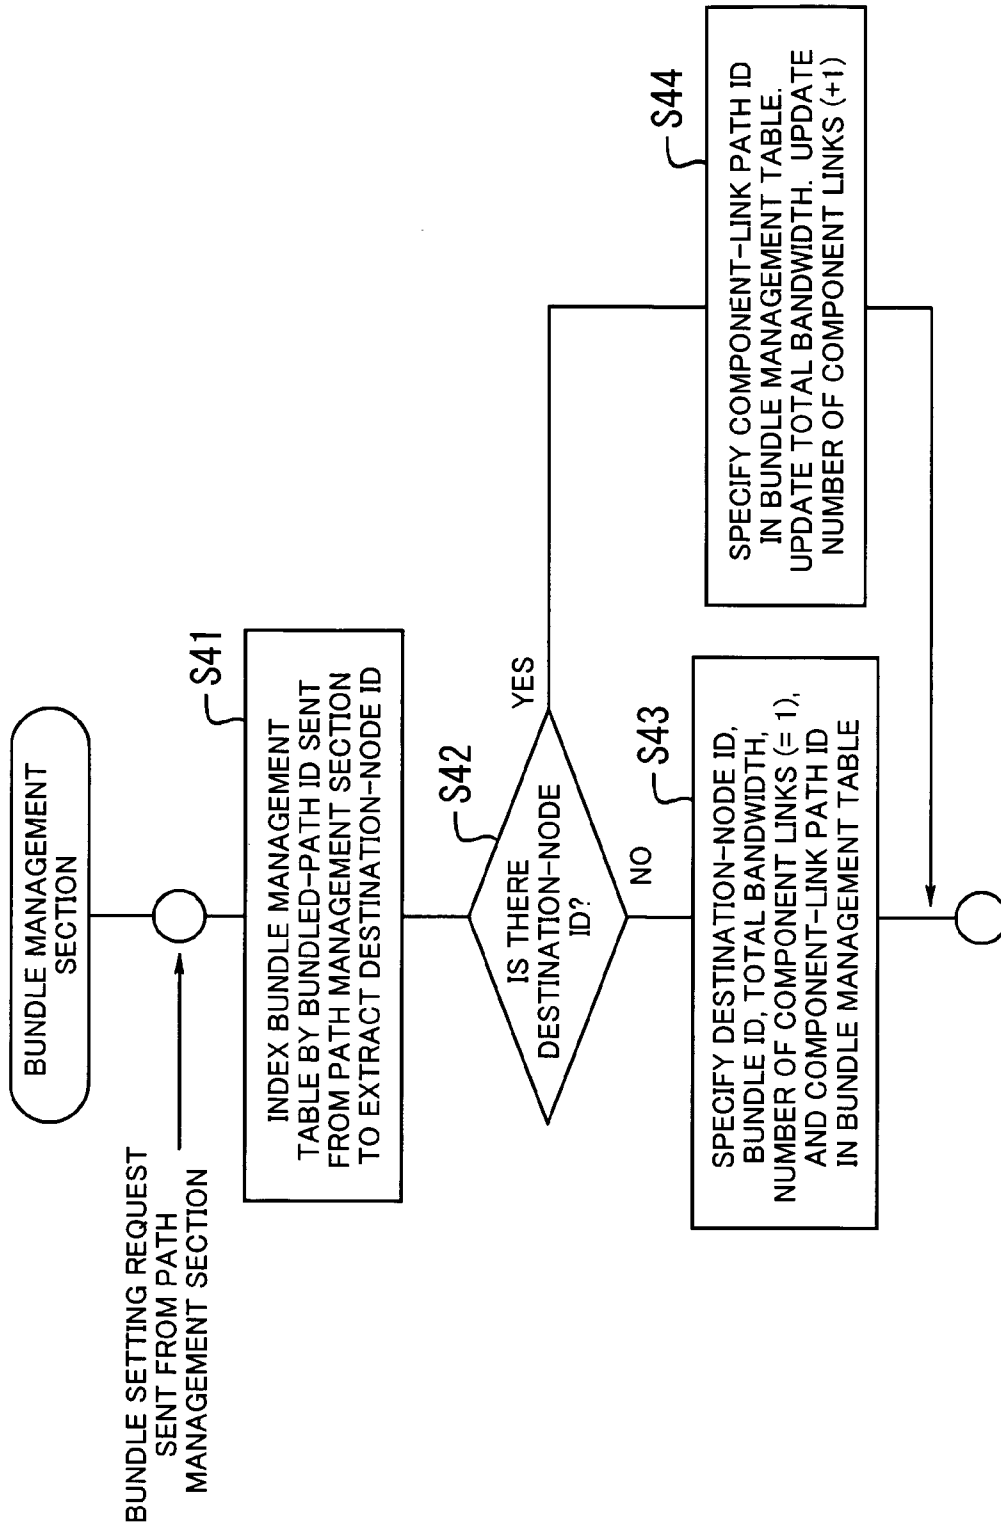 BUNDLE MANAGEMENT
SECTION
BUNDLE SETTING REQUEST
SENT FROM PATH
MANAGEMENT SECTION
S41
INDEX BUNDLE MANAGEMENT
TABLE BY BUNDLED-PATH ID SENT
FROM PATH MANAGEMENT SECTION
TO EXTRACT DESTINATION-NODE ID
S42
IS THERE
DESTINATION-NODE
ID?
YES
NO
S43
SPECIFY DESTINATION-NODE ID,
BUNDLE ID, TOTAL BANDWIDTH,
NUMBER OF COMPONENT LINKS (= 1),
AND COMPONENT-LINK PATH ID
IN BUNDLE MANAGEMENT TABLE
S44
SPECIFY COMPONENT-LINK PATH ID
IN BUNDLE MANAGEMENT TABLE.
UPDATE TOTAL BANDWIDTH. UPDATE
NUMBER OF COMPONENT LINKS (+1)